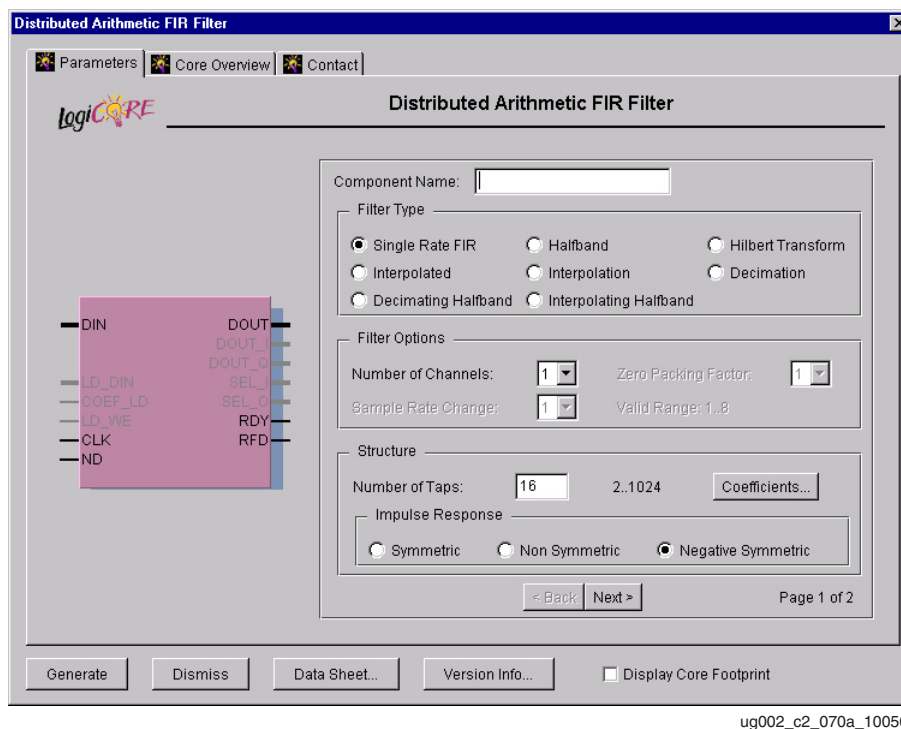 Distributed Arithmetic FIR Filter
Parameters Core Overview Contact
LogiCORE
Distributed Arithmetic FIR Filter
Component Name:
Filter Type
Single Rate FIR Halfband Hilbert Transform
Interpolated Interpolation Decimation
Decimating Halfband Interpolating Halfband
DIN DOUT
DOUT_I
DOUT_Q
LD_DIN SEL_I
COEF_LD SEL_O
LD_WE RDY
CLK RFD
ND
Filter Options
Number of Channels: 1 Zero Packing Factor: 1
Sample Rate Change: 1 Valid Range: 1..8
Structure
Number of Taps: 16 2..1024 Coefficients...
Impulse Response
Symmetric Non Symmetric Negative Symmetric
< Back Next > Page 1 of 2
Generate Dismiss Data Sheet... Version Info... Display Core Footprint